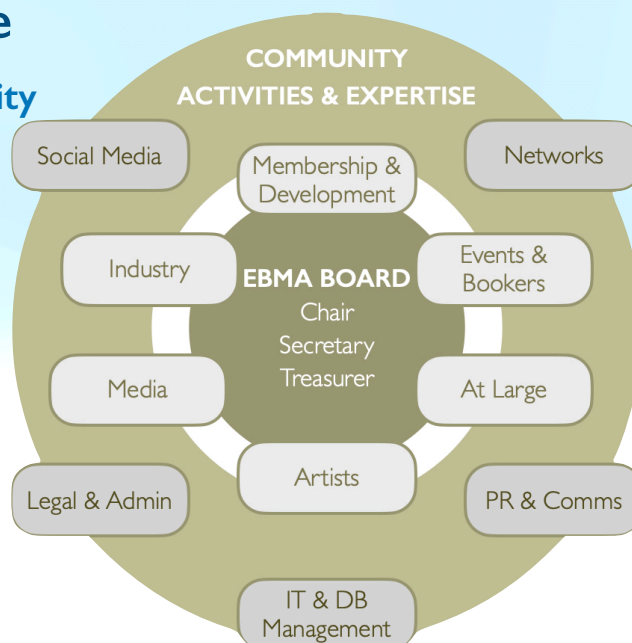 e
ity
COMMUNITY
ACTIVITIES & EXPERTISE
Social Media
Networks
Membership &
Development
Industry
Events &
Bookers
EBMA BOARD
Chair
Secretary
Treasurer
Media
At Large
Artists
Legal & Admin
PR & Comms
IT & DB
Management